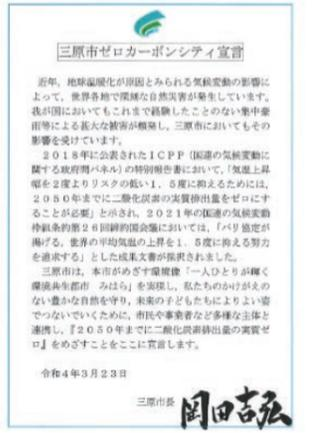 三原市ゼロカーボンシティ宣言
近年、地球温暖化が原因とみられる気候変動の影響に
よって、世界各地で深刻な自然災害が発生しています。
我が国においてもこれまで経験したことのない集中豪
雨等による甚大な被害が頻発し、三原市においてもその
影響を受けています。
2018年に公表されたICPP(国連の気候変動に
関する政府間パネル)の特別報告書において、「気温上昇
幅を2度よりリスクの低い1.5度に抑えるためには、
2050年までに二酸化炭素の実質排出量をゼロにす
ることが必要」と示され、2021年の国連の気候変動
枠組条約第26回締約国会議においては、「パリ協定が
掲げる、世界の平均気温の上昇を1.5度に抑える努力
を追求する」とした成果文書が採択されました。
三原市は、本市がめざす環境像「一人ひとりが輝く
環境共生都市 みはら」を実現し、私たちのかけがえの
ない豊かな自然を守り、未来の子どもたちによりよい姿
でつないでいくために、市民や事業者など多様な主体と
連携し、『2050年までに二酸化炭素排出量の実質ゼ
ロ』をめざすことをここに宣言します。
令和4年3月23日
三原市長 岡田吉弘